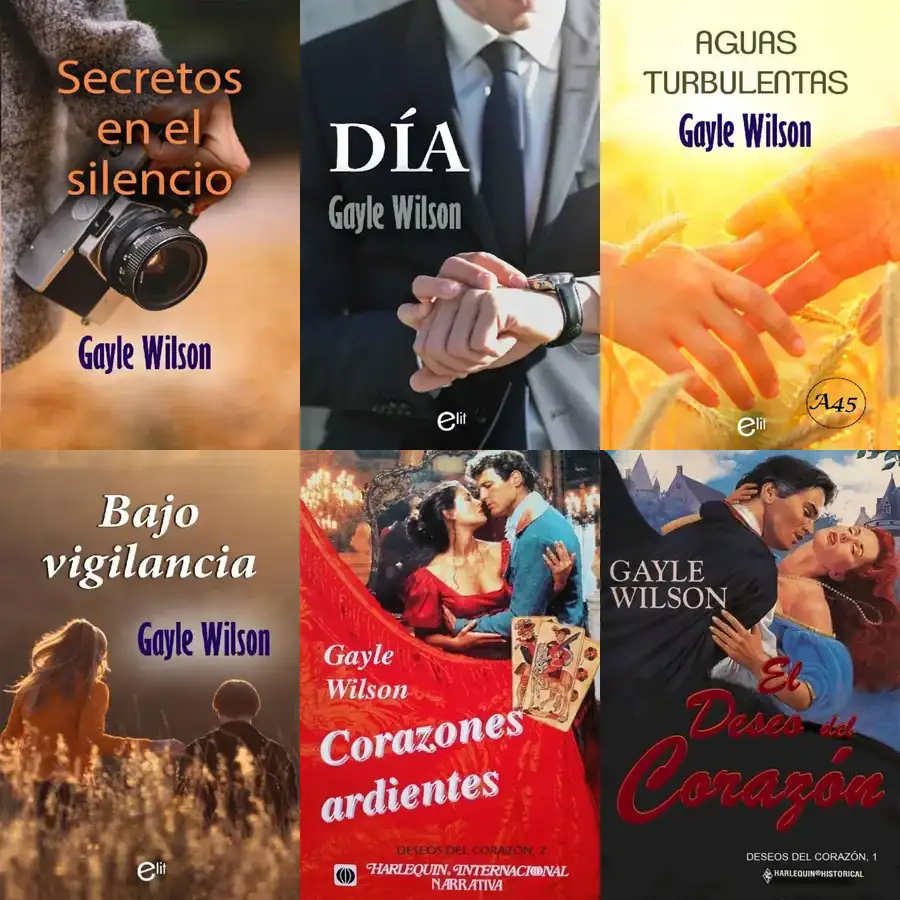 Secretos
en el
silencio
Gayle Wilson
DÍA
Gayle Wilson
elit
AGUAS
TURBULENTAS
Gayle Wilson
A45
elit
Bajo
vigilancia
Gayle Wilson
elit
Gayle
Wilson
Corazones
ardientes
DESEOS DEL CORAZÓN, 2
HARLEQUIN INTERNACIONAL
NARRATIVA
GAYLE
WILSON
El
Deseo del
Corazón
DESEOS DEL CORAZÓN, 1
HARLEQUIN®HISTORICAL